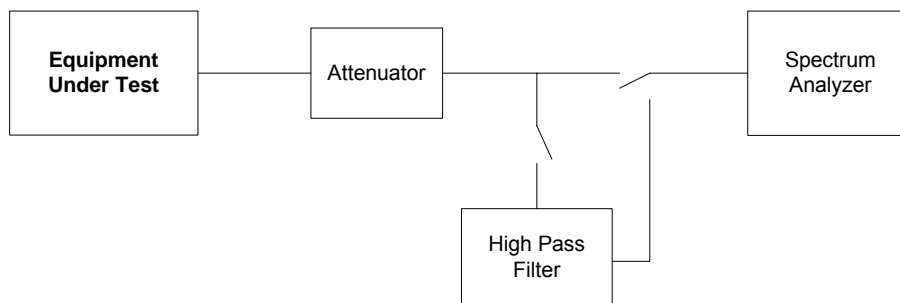 Equipment
Under Test
Attenuator
Spectrum
Analyzer
High Pass
Filter